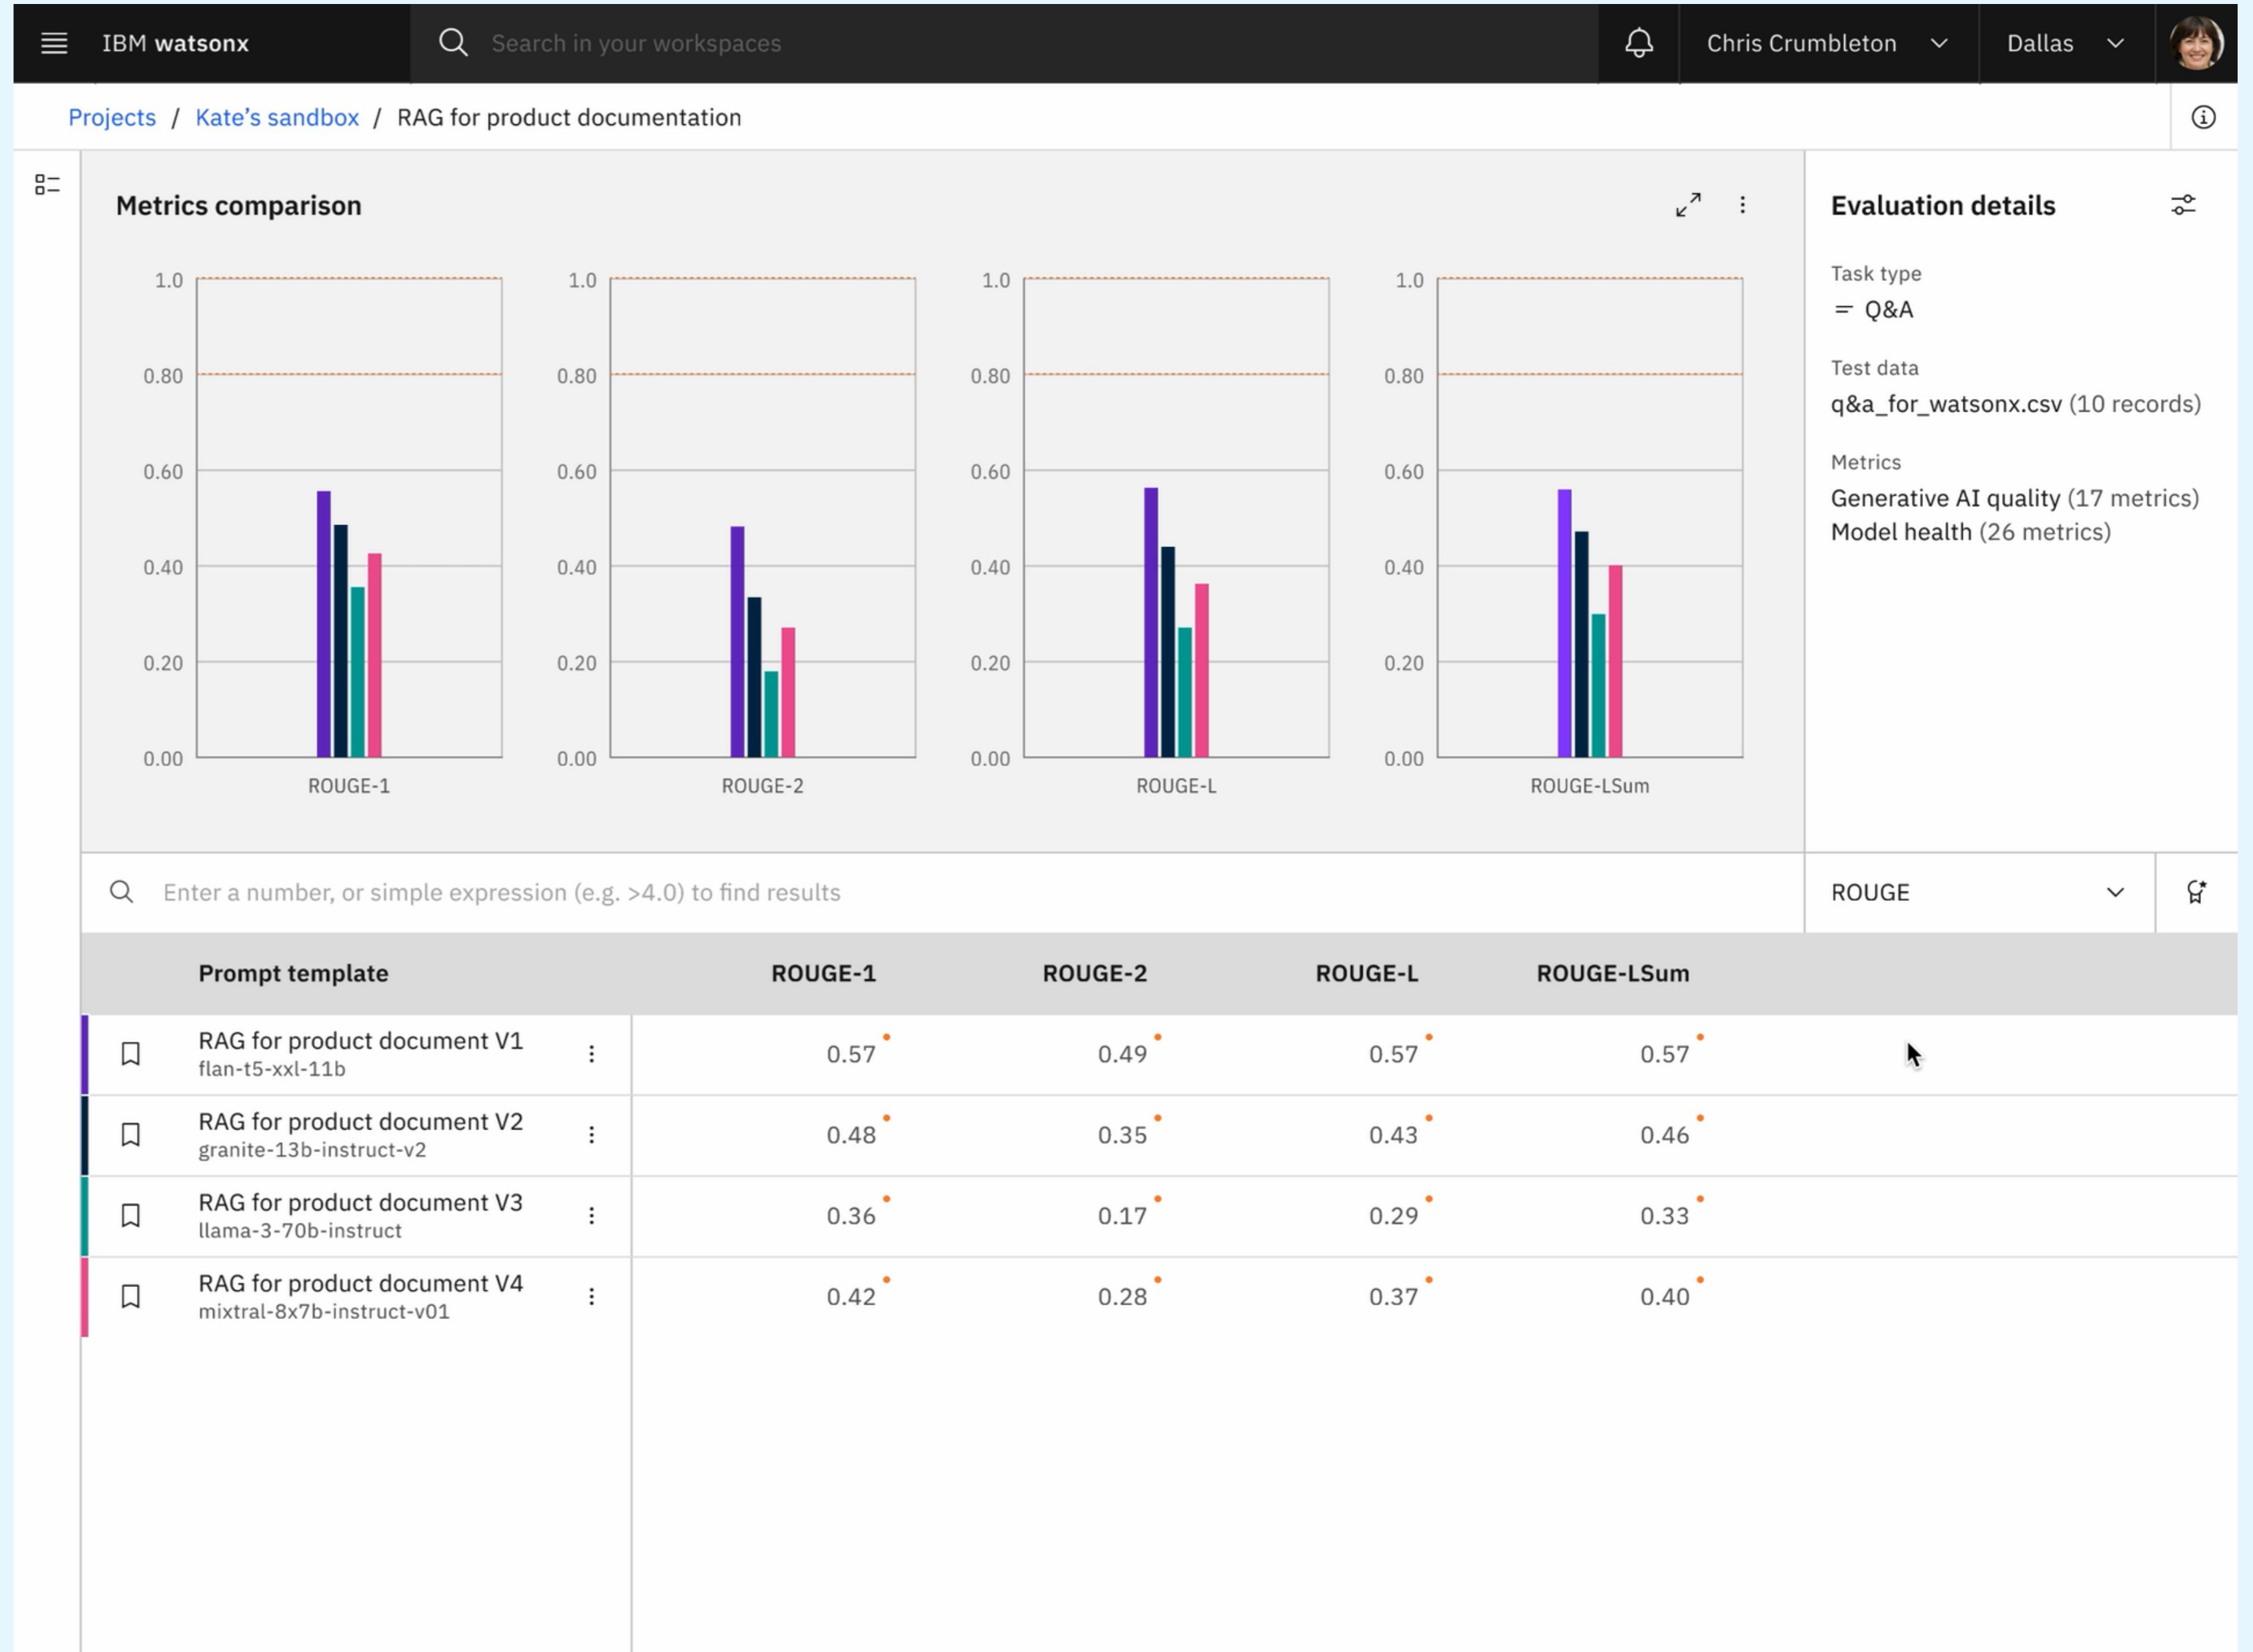 IBM watsonx
Search in your workspaces
Chris Crumbleton
Dallas
Projects / Kate’s sandbox / RAG for product documentation
Metrics comparison
1.0
0.80
0.60
0.40
0.20
0.00
ROUGE-1
1.0
0.80
0.60
0.40
0.20
0.00
ROUGE-2
1.0
0.80
0.60
0.40
0.20
0.00
ROUGE-L
1.0
0.80
0.60
0.40
0.20
0.00
ROUGE-LSum
Evaluation details
Task type
Q&A
Test data
q&a_for_watsonx.csv (10 records)
Metrics
Generative AI quality (17 metrics)
Model health (26 metrics)
Enter a number, or simple expression (e.g. >4.0) to find results
ROUGE
Prompt template ROUGE-1 ROUGE-2 ROUGE-L ROUGE-LSum
RAG for product document V1
flan-t5-xxl-11b
0.57 0.49 0.57 0.57
RAG for product document V2
granite-13b-instruct-v2
0.48 0.35 0.43 0.46
RAG for product document V3
llama-3-70b-instruct
0.36 0.17 0.29 0.33
RAG for product document V4
mixtral-8x7b-instruct-v01
0.42 0.28 0.37 0.40